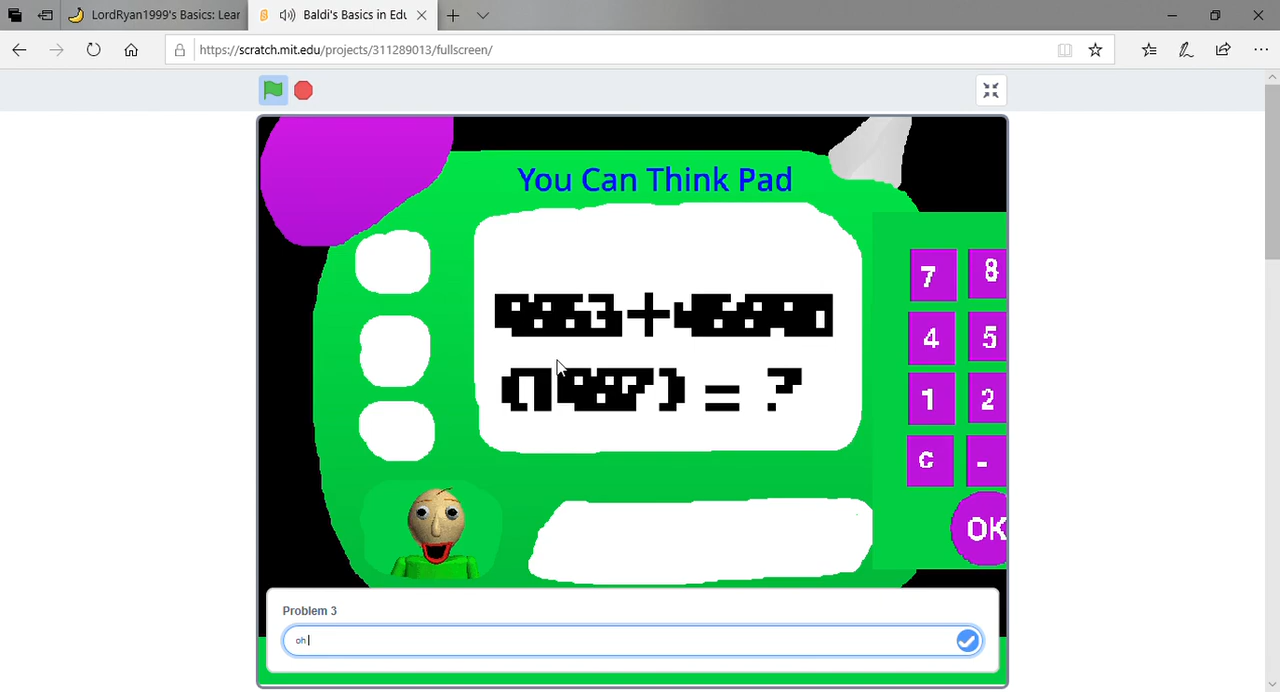 LordRyan1999's Basics: Lear
Baldi's Basics in Edu
https://scratch.mit.edu/projects/311289013/fullscreen/
You Can Think Pad
= ?
7 8
4 5
1 2
C -
OK
Problem 3
oh